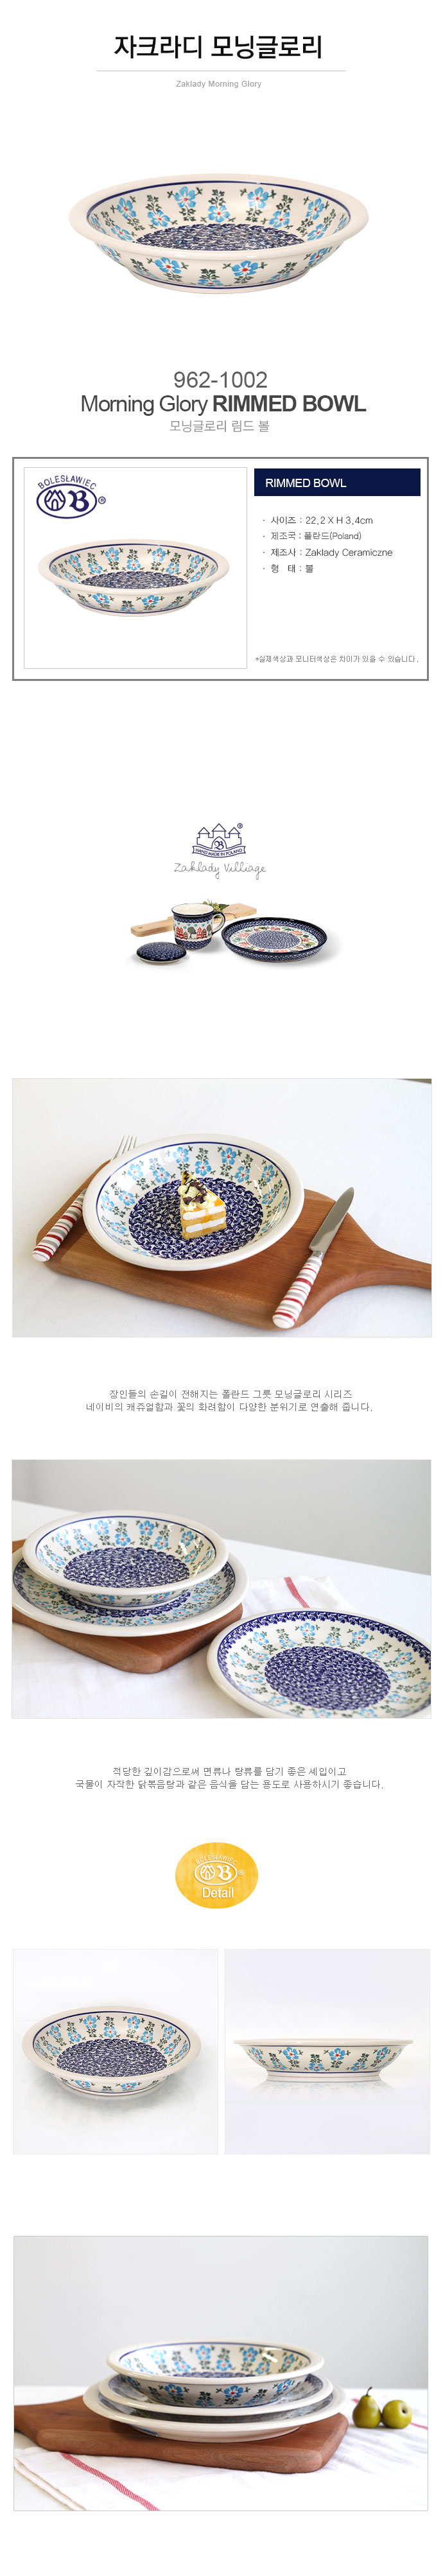 자크라디 모닝글로리
Zaklady Morning Glory
962-1002
Morning Glory RIMMED BOWL
모닝글로리 림드 볼
BOLESŁAWIEC
B ®
RIMMED BOWL
· 사이즈 : 22.2 X H 3.4cm
· 제조국 : 폴란드(Poland)
· 제조사 : Zaklady Ceramiczne
· 형 태 : 볼
*실제색상과 모니터색상은 차이가 있을 수 있습니다.
HAND MADE IN POLAND
Zaklady Village
장인들의 손길이 전해지는 폴란드 그릇 모닝글로리 시리즈
네이비의 캐쥬얼함과 꽃의 화려함이 다양한 분위기로 연출해 줍니다.
적당한 깊이감으로써 면류나 탕류를 담기 좋은 셰입이고
국물이 자작한 닭볶음탕과 같은 음식을 담는 용도로 사용하시기 좋습니다.
BOLESŁAWIEC
B ®
Detail